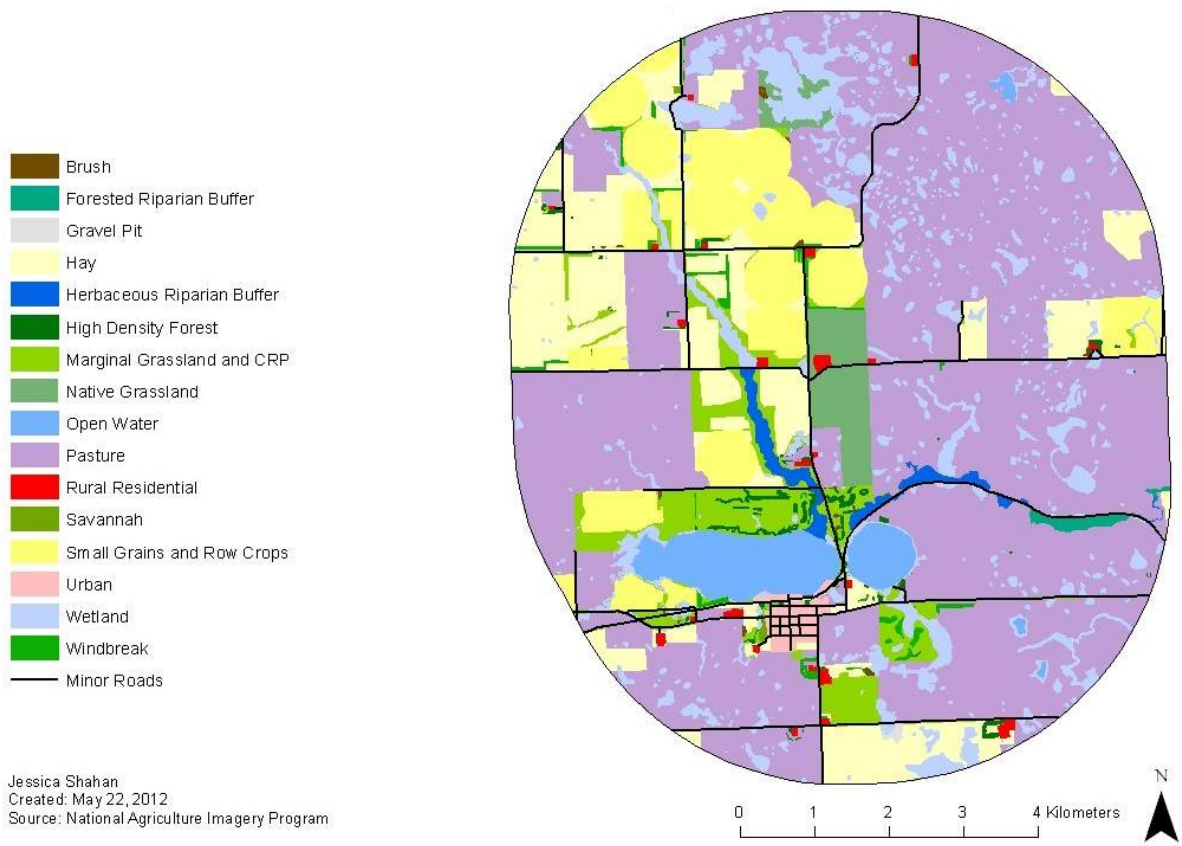 Brush
Forested Riparian Buffer
Gravel Pit
Hay
Herbaceous Riparian Buffer
High Density Forest
Marginal Grassland and CRP
Native Grassland
Open Water
Pasture
Rural Residential
Savannah
Small Grains and Row Crops
Urban
Wetland
Windbreak
Minor Roads
Jessica Shahan
Created: May 22, 2012
Source: National Agriculture Imagery Program
0 1 2 3 4 Kilometers
N